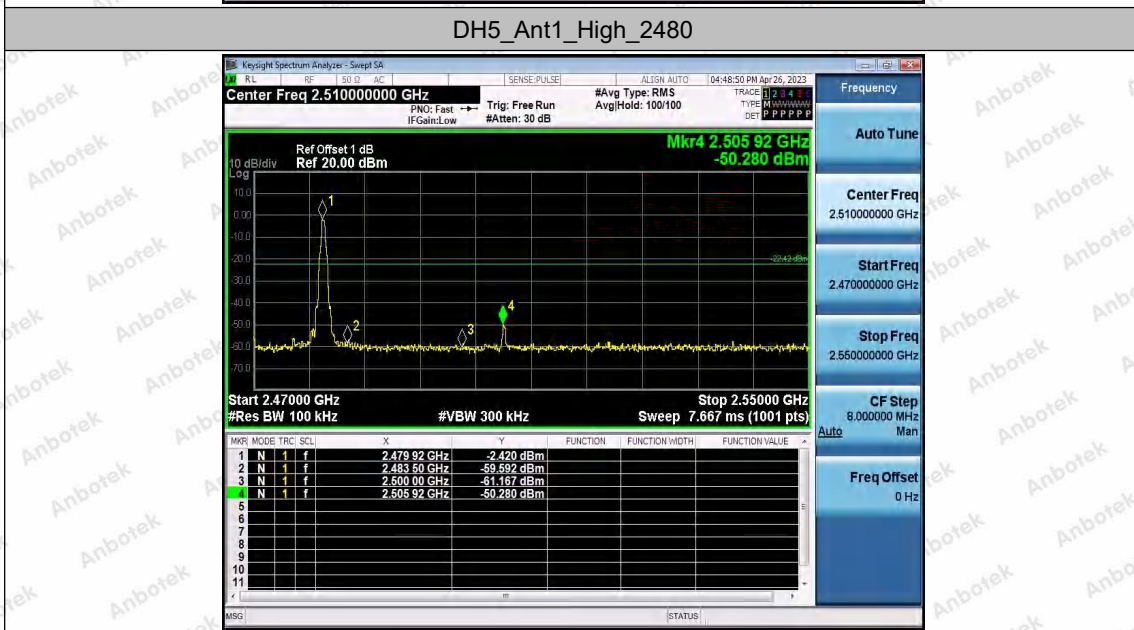 DH5_Ant1_High_2480
Keysight Spectrum Analyzer - Swept SA
RL RF 50 Ω AC SENSE:PULSE ALIGN AUTO 04:48:50 PM Apr 26, 2023
Center Freq 2.510000000 GHz
PNO: Fast
IFGain:Low
Trig: Free Run
#Atten: 30 dB
#Avg Type: RMS
Avg|Hold: 100/100
TRACE 1 2 3 4 5 6
TYPE M W W W W W
DET P P P P P P
Frequency
Auto Tune
Center Freq
2.510000000 GHz
Start Freq
2.470000000 GHz
Stop Freq
2.550000000 GHz
CF Step
8.000000 MHz
Auto Man
Freq Offset
0 Hz
Mkr4 2.505 92 GHz
-50.280 dBm
Ref Offset 1 dB
10 dB/div Ref 20.00 dBm
Log
10.0
0.00
-10.0
-20.0
-30.0
-40.0
-50.0
-60.0
-70.0
-22.42 dBm
1
2
3
4
Start 2.47000 GHz Stop 2.55000 GHz
#Res BW 100 kHz #VBW 300 kHz Sweep 7.667 ms (1001 pts)
MKR MODE TRC SCL X Y FUNCTION FUNCTION WIDTH FUNCTION VALUE
1 N 1 f 2.479 92 GHz -2.420 dBm
2 N 1 f 2.483 50 GHz -59.592 dBm
3 N 1 f 2.500 00 GHz -61.167 dBm
4 N 1 f 2.505 92 GHz -50.280 dBm
5
6
7
8
9
10
11
MSG STATUS
Anbotek